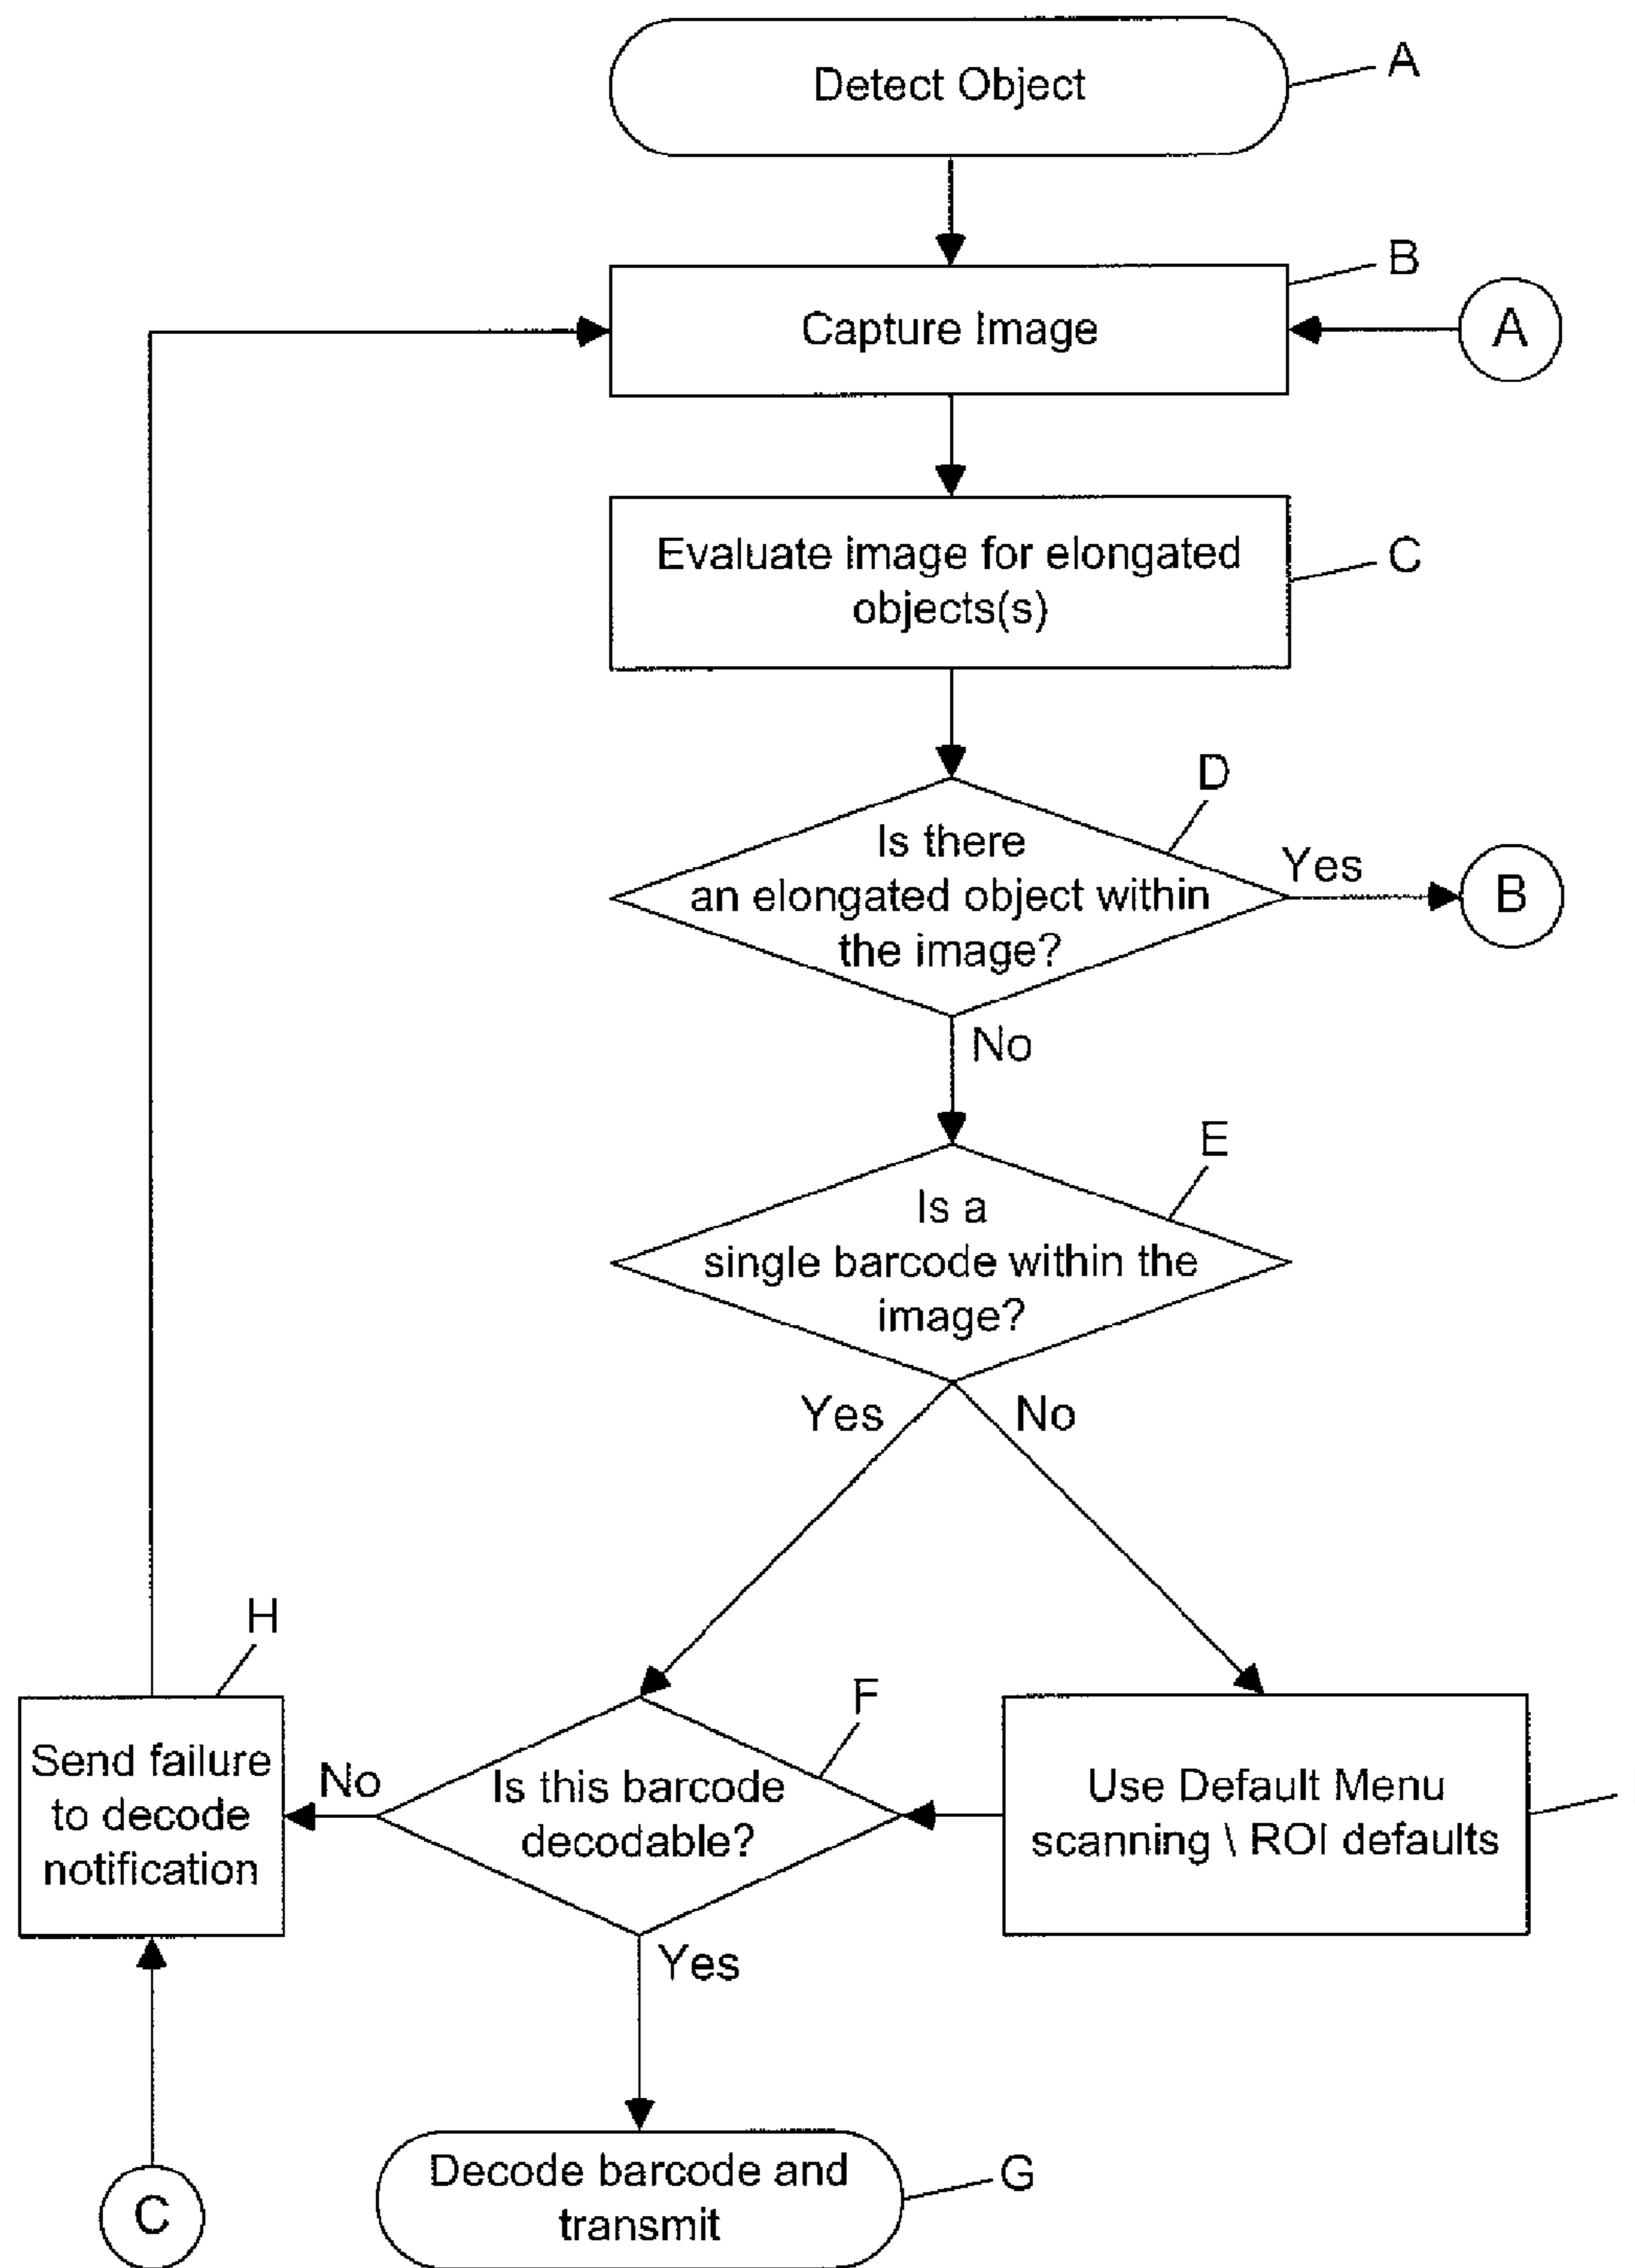 Detect Object
A
B
Capture Image
A
Evaluate image for elongated
objects(s)
C
D
Is there
an elongated object within
the image?
Yes
B
No
E
Is a
single barcode within the
image?
Yes
No
H
Send failure
to decode
notification
No
F
Is this barcode
decodable?
Use Default Menu
scanning \ ROI defaults
Yes
C
Decode barcode and
transmit
G